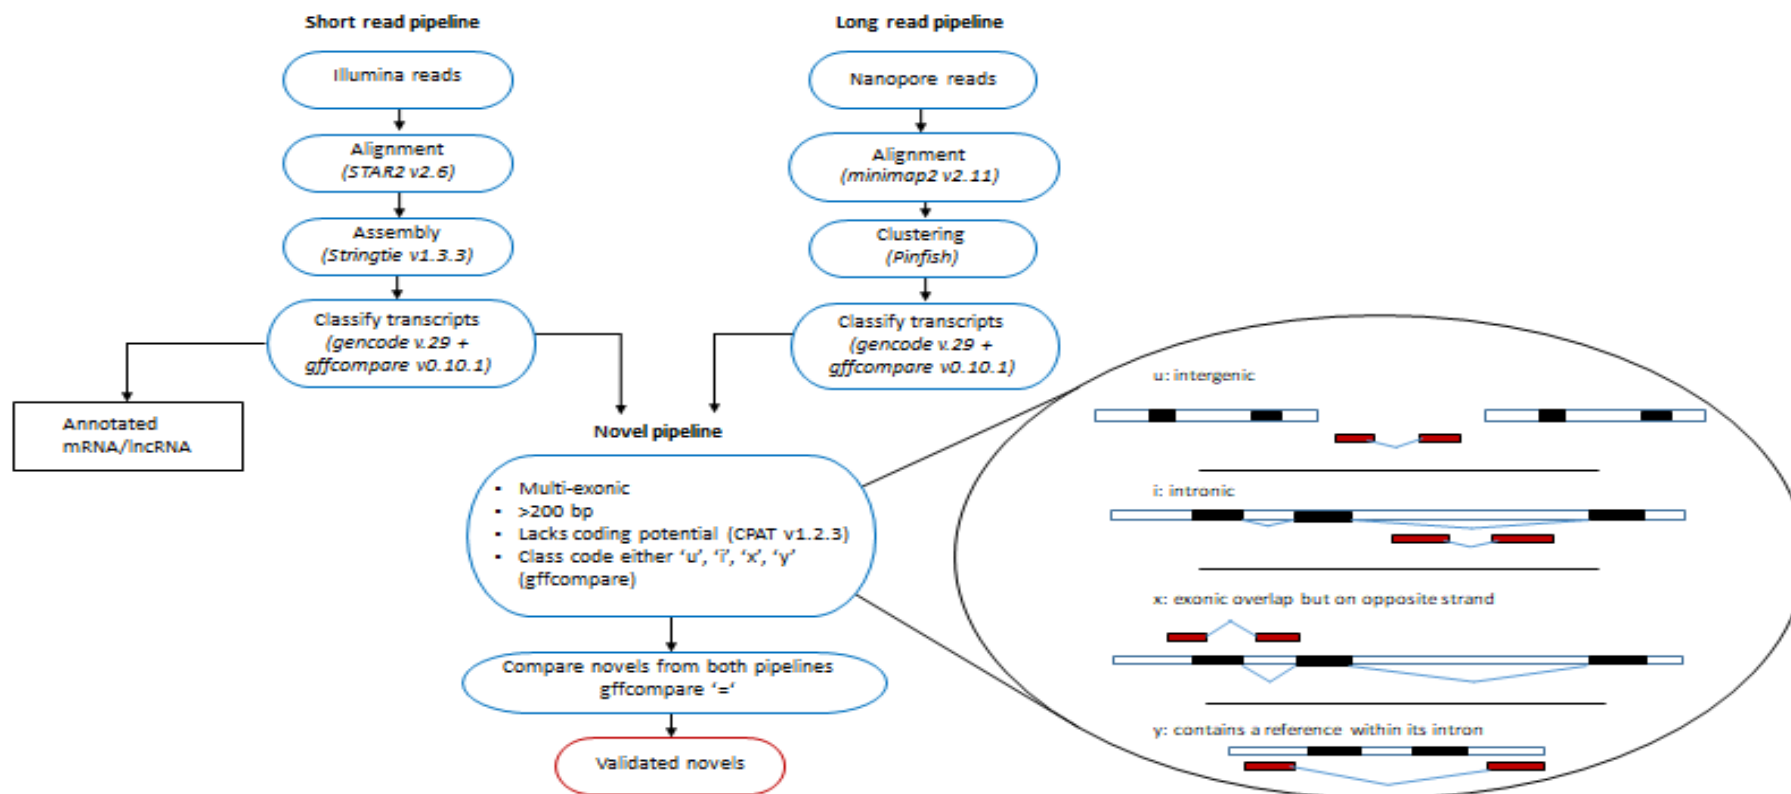 Short read pipeline
Illumina reads
Alignment
(STAR2 v2.6)
Assembly
(Stringtie v1.3.3)
Classify transcripts
(gencode v.29 +
gffcompare v0.10.1)
Annotated
mRNA/lncRNA
Long read pipeline
Nanopore reads
Alignment
(minimap2 v2.11)
Clustering
(Pinfish)
Classify transcripts
(gencode v.29 +
gffcompare v0.10.1)
Novel pipeline
• Multi-exonic
• >200 bp
• Lacks coding potential (CPAT v1.2.3)
• Class code either ‘u’, ‘i’, ‘x’, ‘y’
(gffcompare)
Compare novels from both pipelines
gffcompare ‘=‘
Validated novels
u: intergenic
i: intronic
x: exonic overlap but on opposite strand
y: contains a reference within its intron